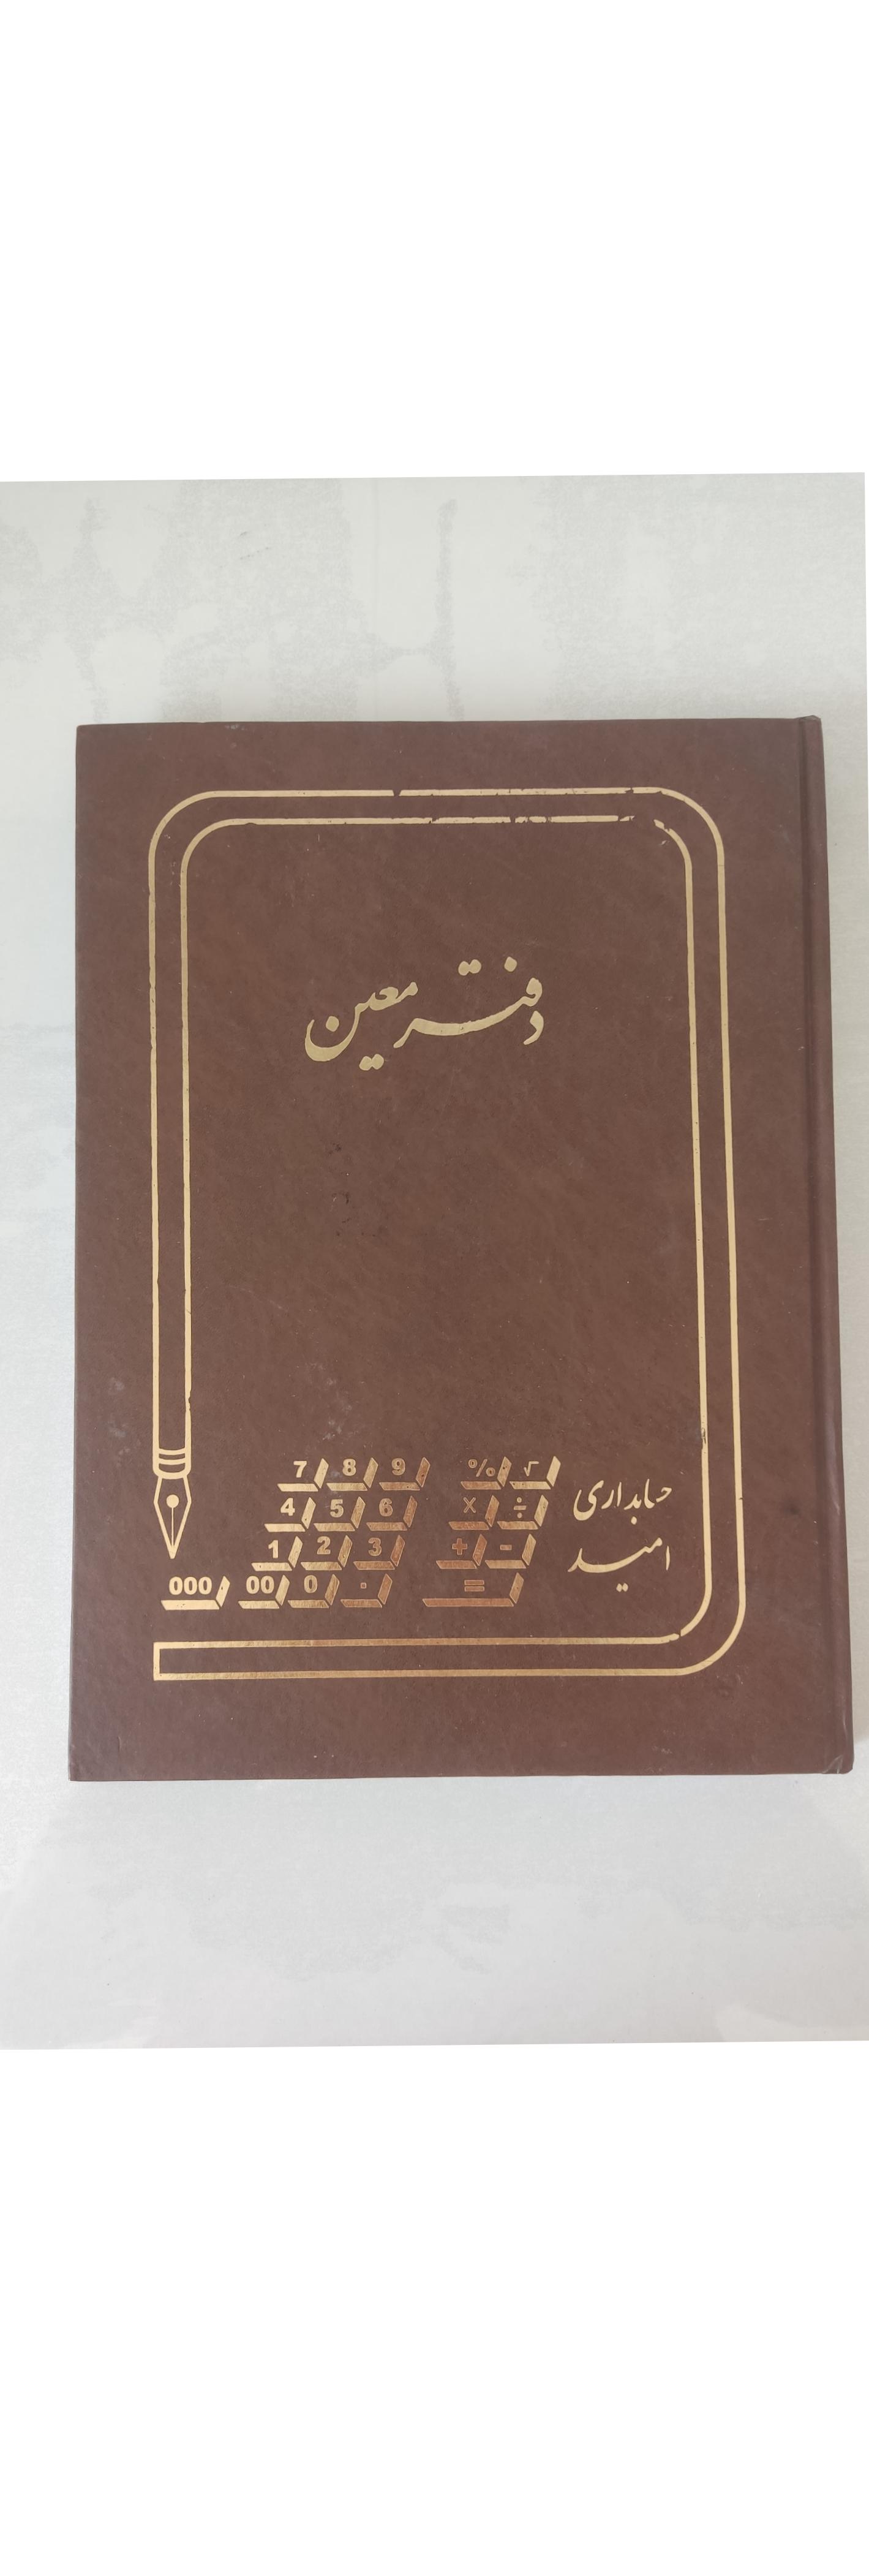 دفتر معین
7 8 9 % √
4 5 6 X ÷
1 2 3 + -
000 00 0 . =
حسابداری
امید